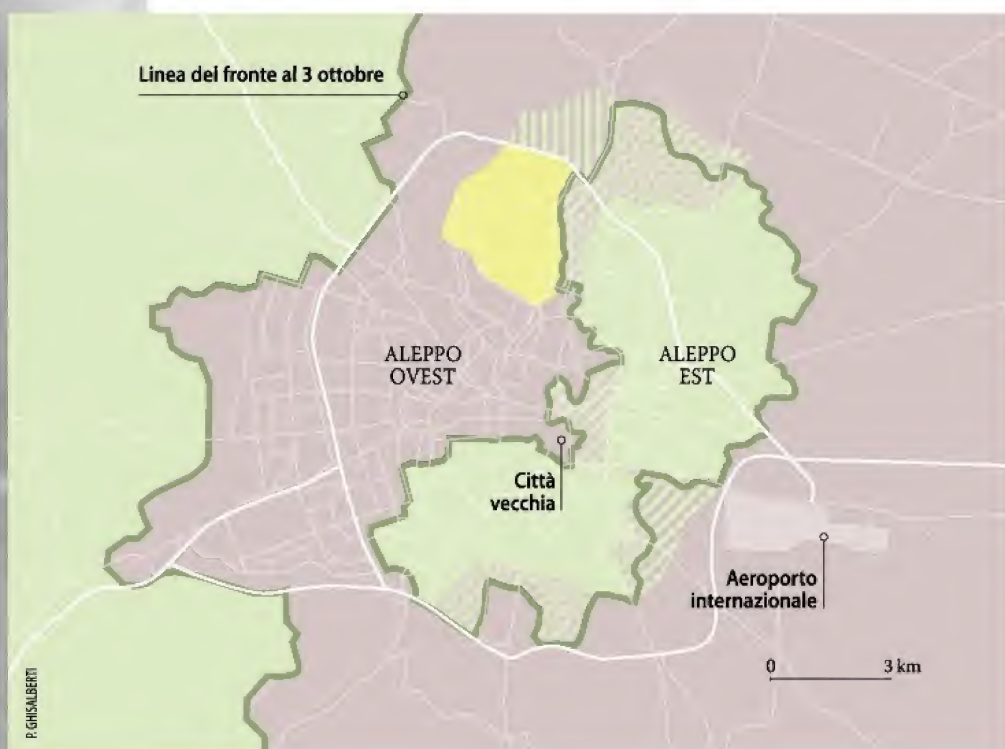 Linea del fronte al 3 ottobre
ALEPPO
OVEST
ALEPPO
EST
Città
vecchia
Aeroporto
internazionale
0 3 km
P. GHISALBERTI